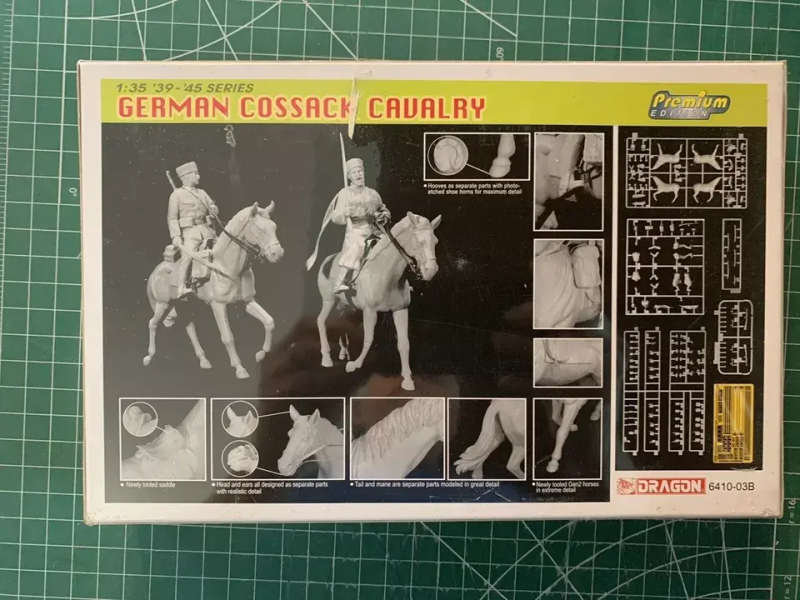 1:35 '39-'45 SERIES
GERMAN COSSACK CAVALRY
Premium
EDITION
• Hooves as separate parts with photo-
etched shoe horns for maximum detail
• Newly tooled saddle
• Head and ears all designed as separate parts
with realistic detail
• Tail and mane are separate parts modeled in great detail
• Newly tooled Gen2 horses
in extreme detail
DRAGON 6410-03B